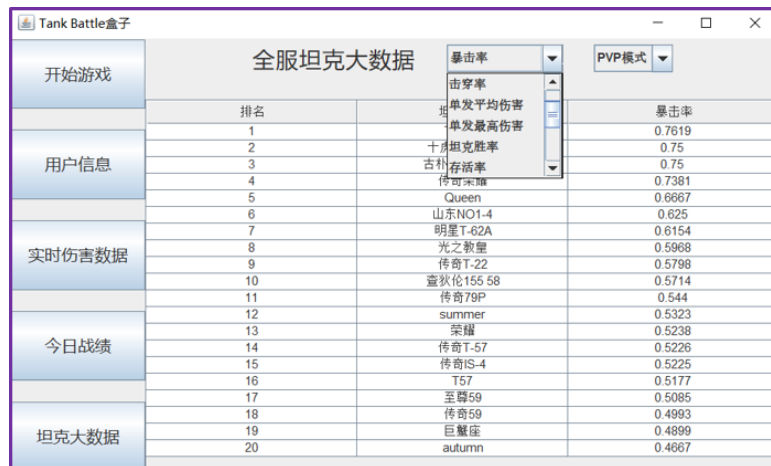 Tank Battle盒子
开始游戏
用户信息
实时伤害数据
今日战绩
坦克大数据
全服坦克大数据 暴击率 PVP模式
击穿率
单发平均伤害
单发最高伤害
坦克胜率
存活率
排名 暴击率
1 0.7619
2 0.75
3 古朴 0.75
4 传奇荣耀 0.7381
5 Queen 0.6667
6 山东NO1-4 0.625
7 明星T-62A 0.6154
8 光之教皇 0.5968
9 传奇T-22 0.5798
10 查狄伦155 58 0.5714
11 传奇79P 0.544
12 summer 0.5323
13 荣耀 0.5238
14 传奇T-57 0.5226
15 传奇IS-4 0.5225
16 T57 0.5177
17 至尊59 0.5085
18 传奇59 0.4993
19 巨蟹座 0.4899
20 autumn 0.4667